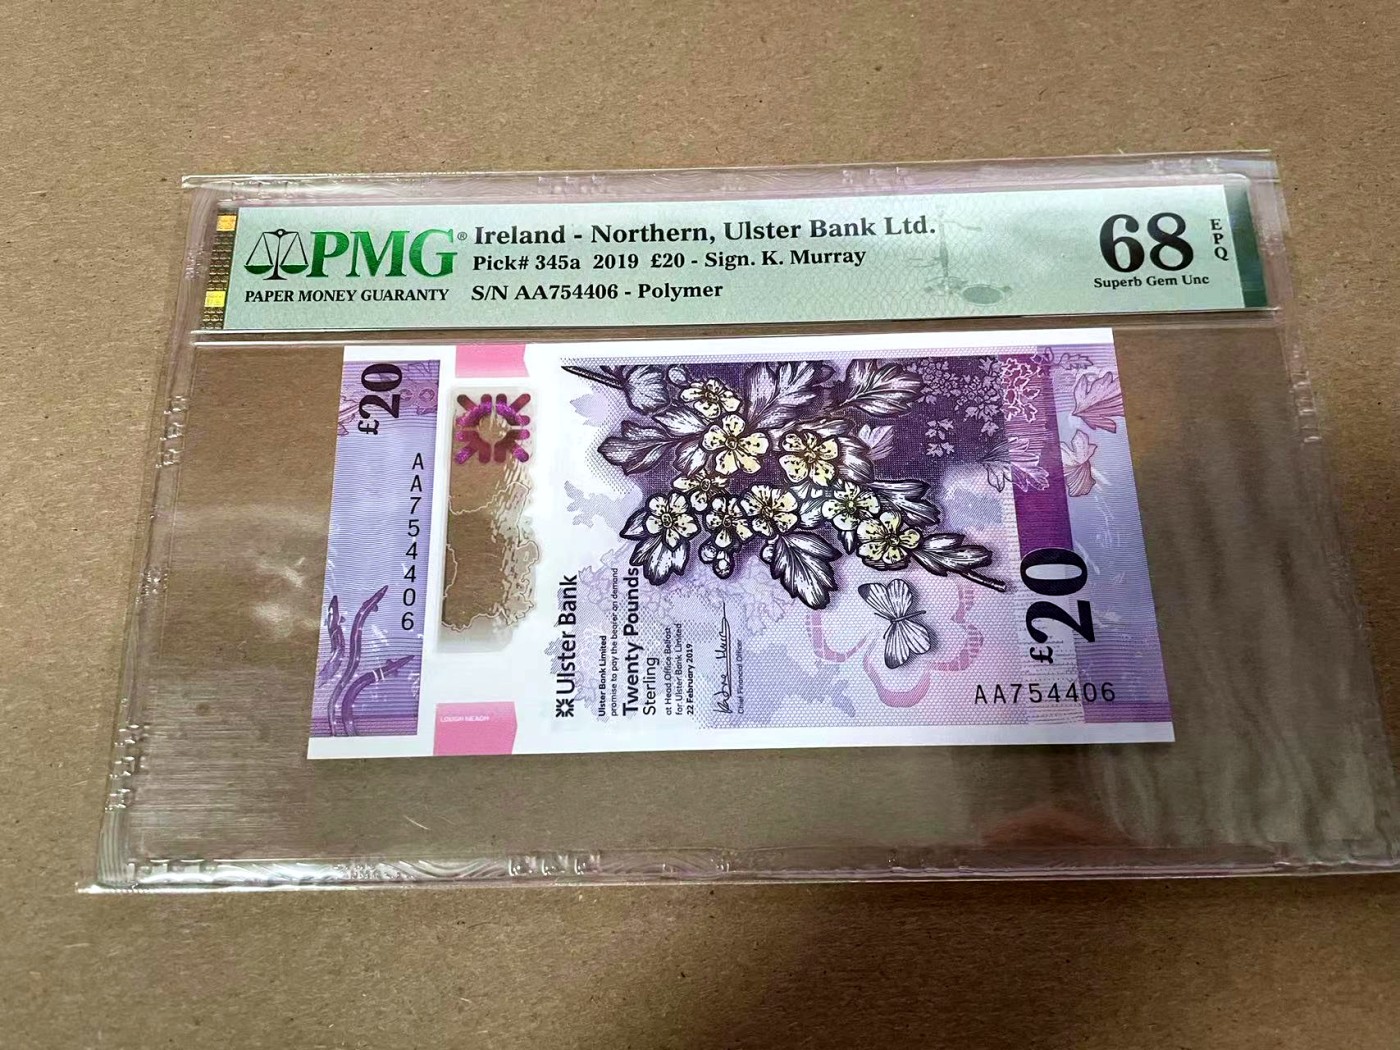 PMG®
PAPER MONEY GUARANTY
Ireland - Northern, Ulster Bank Ltd.
Pick# 345a 2019 £20 - Sign. K. Murray
S/N AA754406 - Polymer
68
EPQ
Superb Gem Unc
£20
AA754406
LOUGH NEAGH
Ulster Bank
Ulster Bank Limited
promise to pay the bearer on demand
Twenty Pounds
Sterling
at Head Office Belfast
for Ulster Bank Limited
22 February 2019
Chief Financial Officer
£20
AA754406